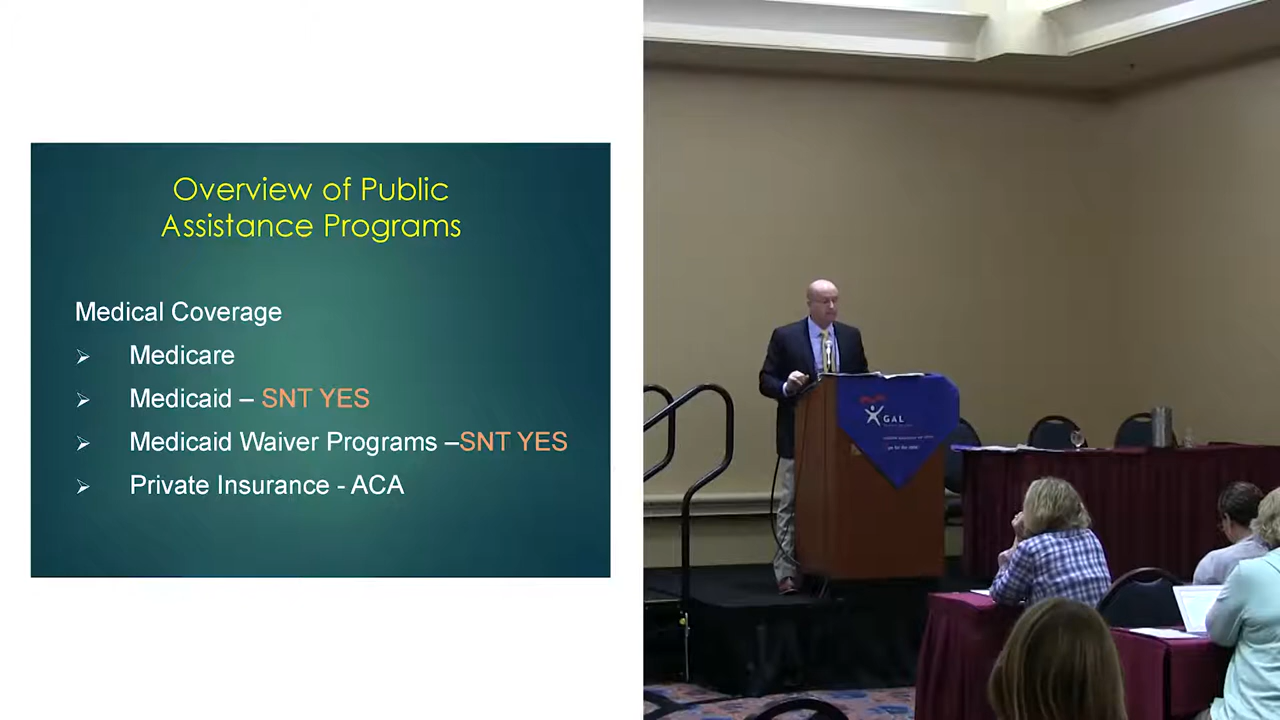 Overview of Public
Assistance Programs
Medical Coverage
➢ Medicare
➢ Medicaid – SNT YES
➢ Medicaid Waiver Programs –SNT YES
➢ Private Insurance - ACA
GAL